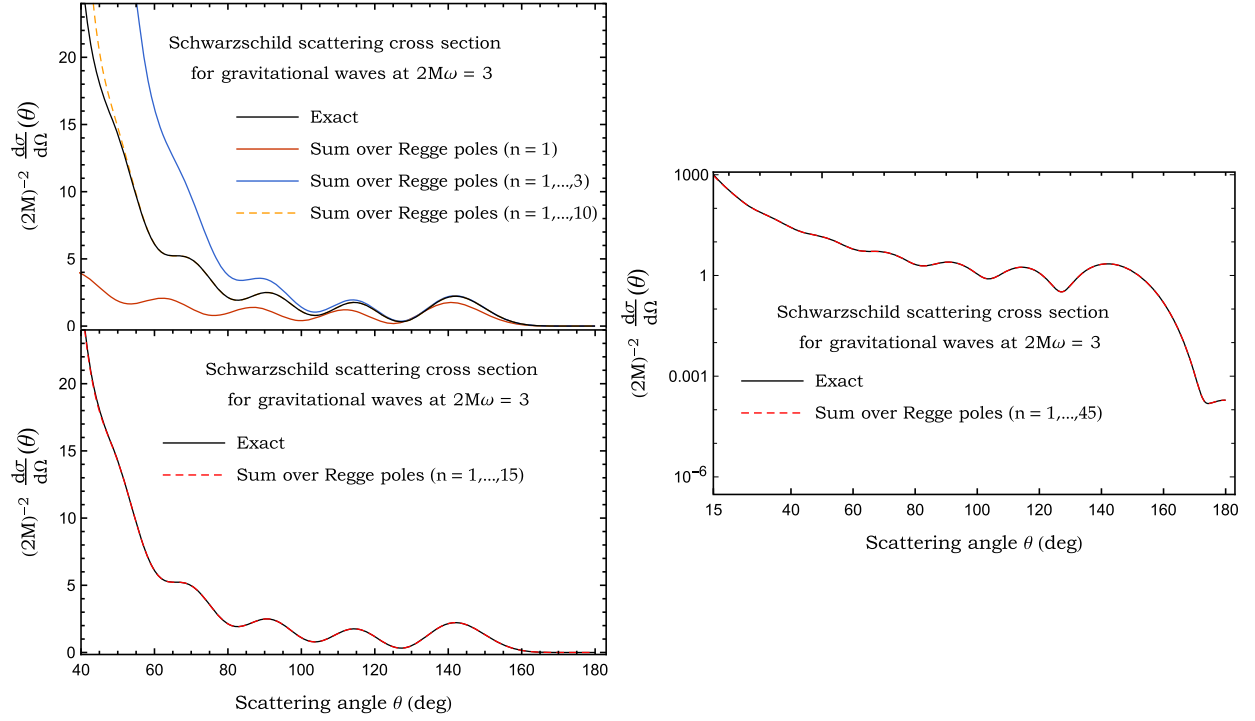 (2M)⁻² dσ/dΩ (θ)
20
15
10
5
0
Schwarzschild scattering cross section
for gravitational waves at 2Mω = 3
Exact
Sum over Regge poles (n = 1)
Sum over Regge poles (n = 1,...,3)
Sum over Regge poles (n = 1,...,10)
(2M)⁻² dσ/dΩ (θ)
20
15
10
5
0
Schwarzschild scattering cross section
for gravitational waves at 2Mω = 3
Exact
Sum over Regge poles (n = 1,...,15)
40 60 80 100 120 140 160 180
Scattering angle θ (deg)
(2M)⁻² dσ/dΩ (θ)
1000
1
0.001
10⁻⁶
Schwarzschild scattering cross section
for gravitational waves at 2Mω = 3
Exact
Sum over Regge poles (n = 1,...,45)
15 40 60 80 100 120 140 160 180
Scattering angle θ (deg)